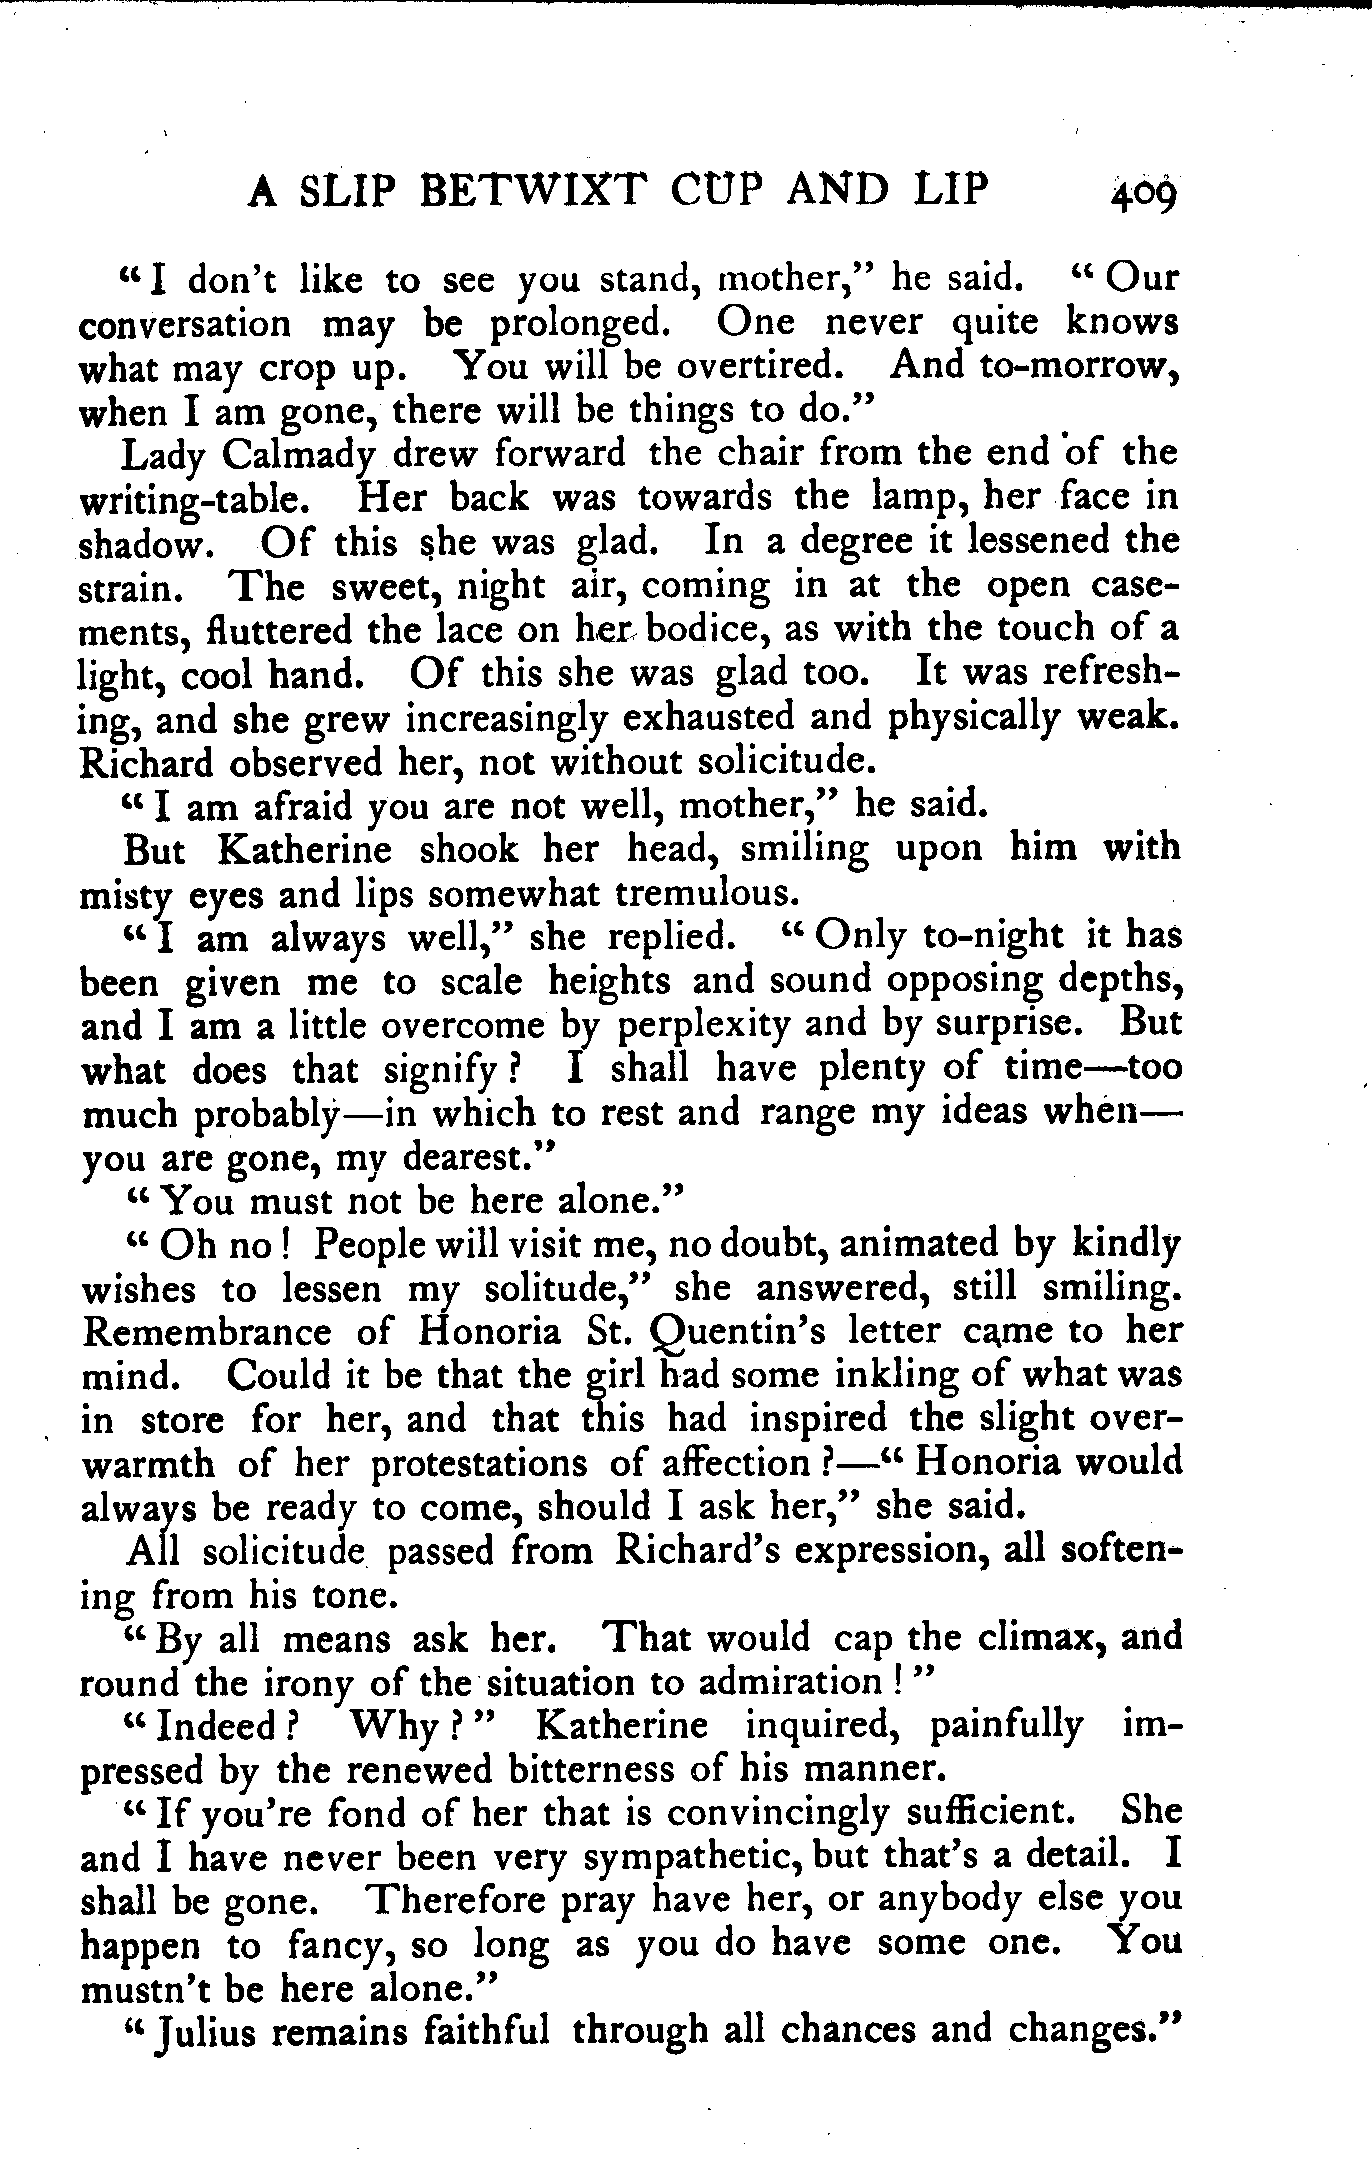 A SLIP BETWIXT CUP AND LIP 409
“I don't like to see you stand, mother,” he said. “Our
conversation may be prolonged. One never quite knows
what may crop up. You will be overtired. And to-morrow,
when I am gone, there will be things to do.”
Lady Calmady drew forward the chair from the end of the
writing-table. Her back was towards the lamp, her face in
shadow. Of this she was glad. In a degree it lessened the
strain. The sweet, night air, coming in at the open case-
ments, fluttered the lace on her bodice, as with the touch of a
light, cool hand. Of this she was glad too. It was refresh-
ing, and she grew increasingly exhausted and physically weak.
Richard observed her, not without solicitude.
“I am afraid you are not well, mother,” he said.
But Katherine shook her head, smiling upon him with
misty eyes and lips somewhat tremulous.
“I am always well,” she replied. “Only to-night it has
been given me to scale heights and sound opposing depths,
and I am a little overcome by perplexity and by surprise. But
what does that signify? I shall have plenty of time—too
much probably—in which to rest and range my ideas when—
you are gone, my dearest.”
“You must not be here alone.”
“Oh no! People will visit me, no doubt, animated by kindly
wishes to lessen my solitude,” she answered, still smiling.
Remembrance of Honoria St. Quentin's letter came to her
mind. Could it be that the girl had some inkling of what was
in store for her, and that this had inspired the slight over-
warmth of her protestations of affection?—“Honoria would
always be ready to come, should I ask her,” she said.
All solicitude passed from Richard's expression, all soften-
ing from his tone.
“By all means ask her. That would cap the climax, and
round the irony of the situation to admiration!”
“Indeed? Why?” Katherine inquired, painfully im-
pressed by the renewed bitterness of his manner.
“If you're fond of her that is convincingly sufficient. She
and I have never been very sympathetic, but that's a detail. I
shall be gone. Therefore pray have her, or anybody else you
happen to fancy, so long as you do have some one. You
mustn't be here alone.”
“Julius remains faithful through all chances and changes.”